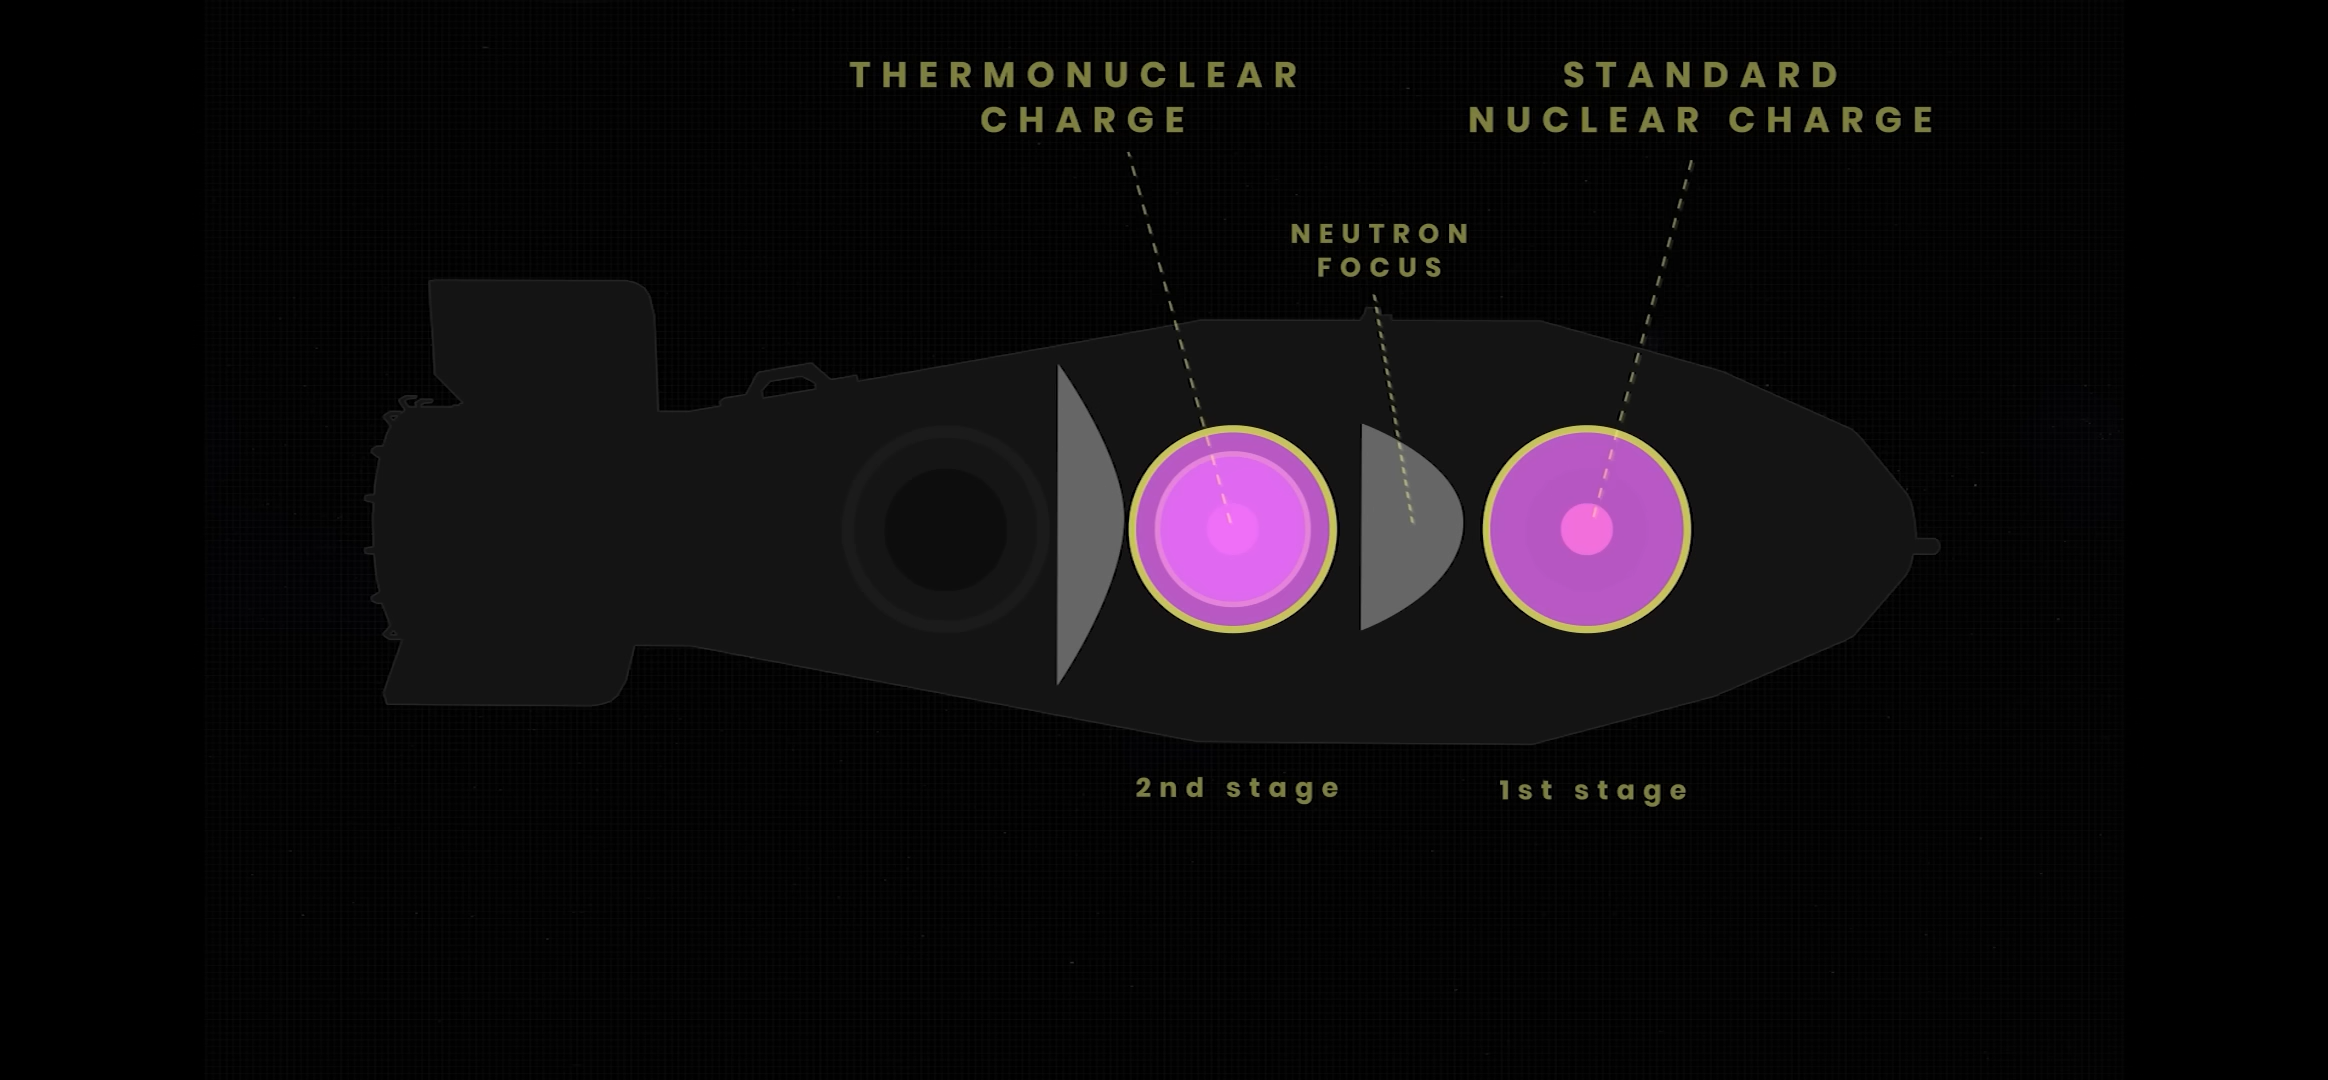 THERMONUCLEAR
CHARGE
STANDARD
NUCLEAR CHARGE
NEUTRON
FOCUS
2nd stage
1st stage